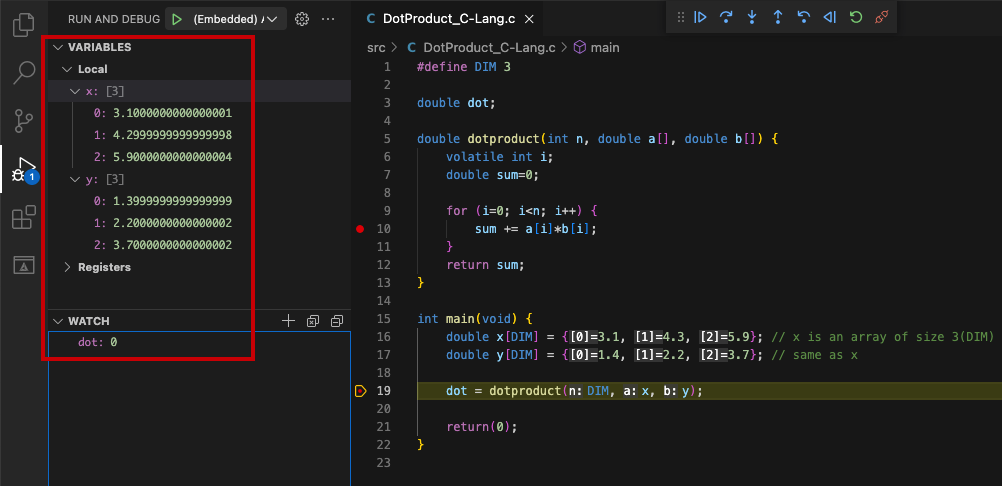 RUN AND DEBUG (Embedded) A
VARIABLES
Local
x: [3]
0: 3.1000000000000001
1: 4.2999999999999998
2: 5.9000000000000004
y: [3]
0: 1.3999999999999999
1: 2.2000000000000002
2: 3.7000000000000002
Registers
WATCH
dot: 0
1
C DotProduct_C-Lang.c
src > C DotProduct_C-Lang.c > main
1 #define DIM 3
2
3 double dot;
4
5 double dotproduct(int n, double a[], double b[]) {
6 volatile int i;
7 double sum=0;
8
9 for (i=0; i<n; i++) {
10 sum += a[i]*b[i];
11 }
12 return sum;
13 }
14
15 int main(void) {
16 double x[DIM] = {[0]=3.1, [1]=4.3, [2]=5.9}; // x is an array of size 3(DIM)
17 double y[DIM] = {[0]=1.4, [1]=2.2, [2]=3.7}; // same as x
18
19 dot = dotproduct(n:DIM, a:x, b:y);
20
21 return(0);
22 }
23